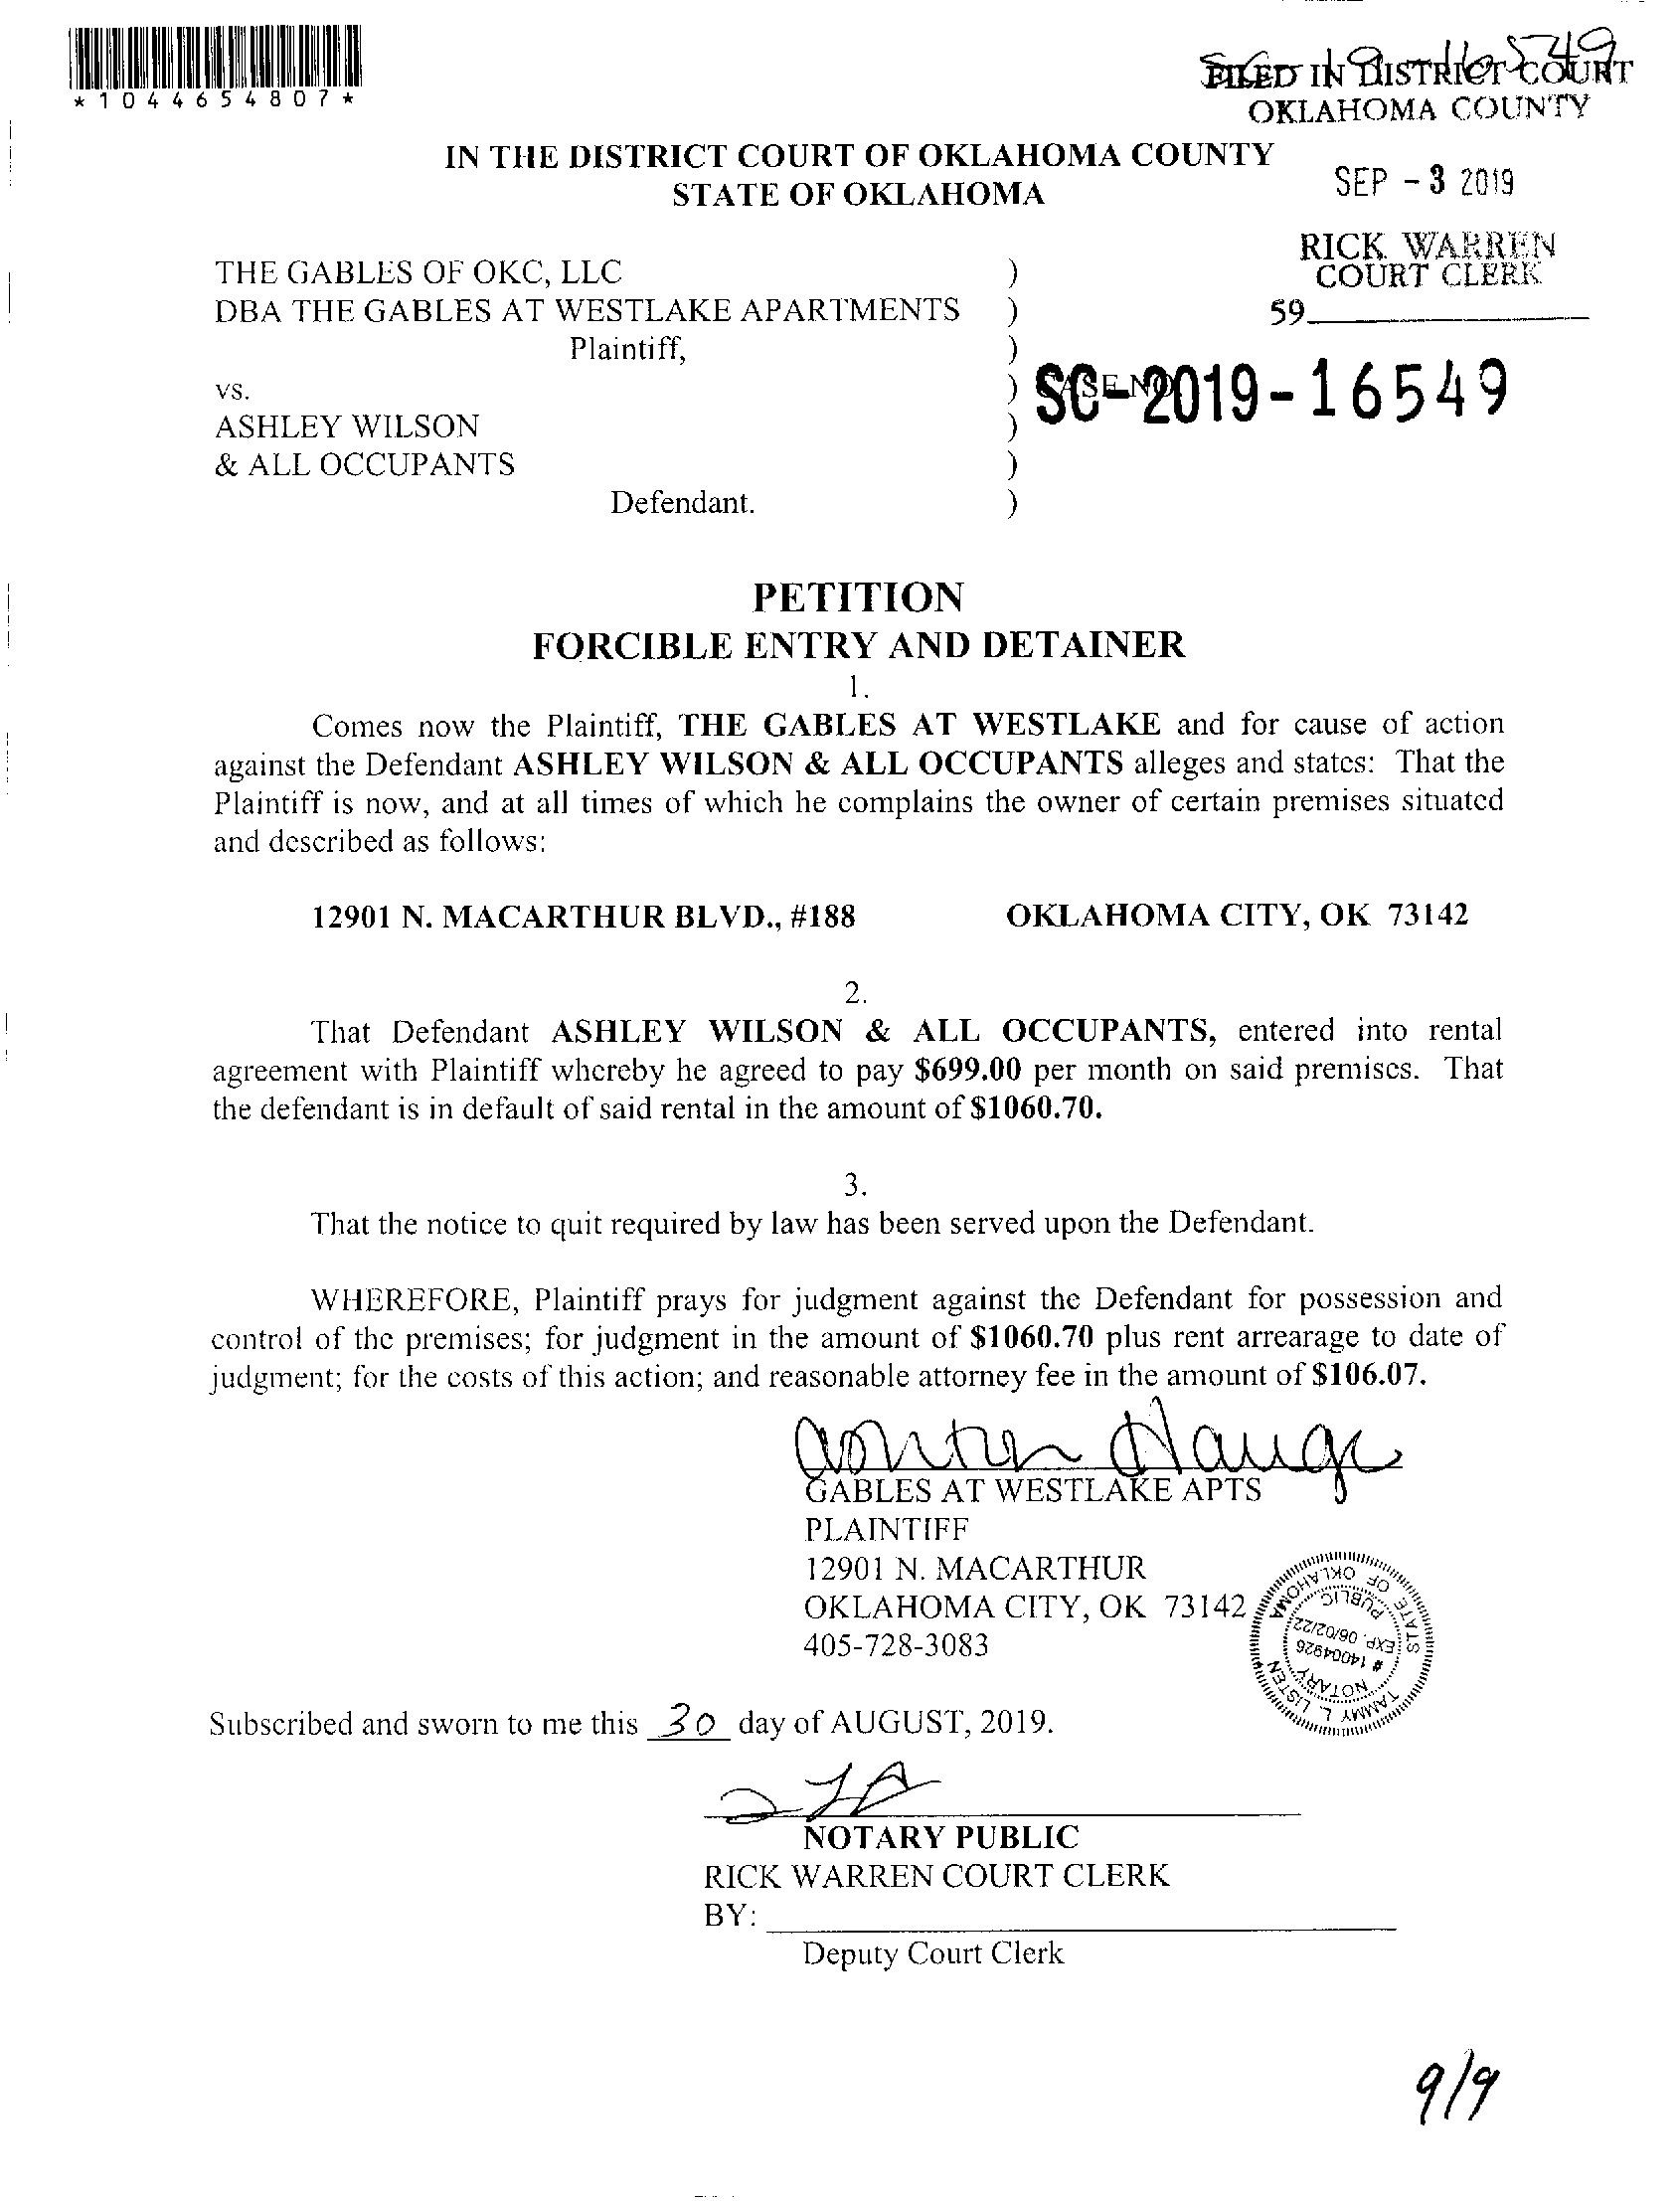 *1044654807*
FILED IN DISTRICT COURT
OKLAHOMA COUNTY
IN THE DISTRICT COURT OF OKLAHOMA COUNTY
STATE OF OKLAHOMA
SEP - 3 2019
RICK WARREN
COURT CLERK
59
THE GABLES OF OKC, LLC )
DBA THE GABLES AT WESTLAKE APARTMENTS )
Plaintiff, )
vs. ) CASE NO
SC-2019-16549
ASHLEY WILSON )
& ALL OCCUPANTS )
Defendant. )
PETITION
FORCIBLE ENTRY AND DETAINER
1.
Comes now the Plaintiff, THE GABLES AT WESTLAKE and for cause of action
against the Defendant ASHLEY WILSON & ALL OCCUPANTS alleges and states: That the
Plaintiff is now, and at all times of which he complains the owner of certain premises situated
and described as follows:
12901 N. MACARTHUR BLVD., #188 OKLAHOMA CITY, OK 73142
2.
That Defendant ASHLEY WILSON & ALL OCCUPANTS, entered into rental
agreement with Plaintiff whereby he agreed to pay $699.00 per month on said premises. That
the defendant is in default of said rental in the amount of $1060.70.
3.
That the notice to quit required by law has been served upon the Defendant.
WHEREFORE, Plaintiff prays for judgment against the Defendant for possession and
control of the premises; for judgment in the amount of $1060.70 plus rent arrearage to date of
judgment; for the costs of this action; and reasonable attorney fee in the amount of $106.07.
GABLES AT WESTLAKE APTS
PLAINTIFF
12901 N. MACARTHUR
OKLAHOMA CITY, OK 73142
405-728-3083
TAMMY L. LISTEN
NOTARY
# 14004926
EXP. 06/02/22
PUBLIC
STATE OF OKLAHOMA
Subscribed and sworn to me this 30 day of AUGUST, 2019.
NOTARY PUBLIC
RICK WARREN COURT CLERK
BY:
Deputy Court Clerk
9/9